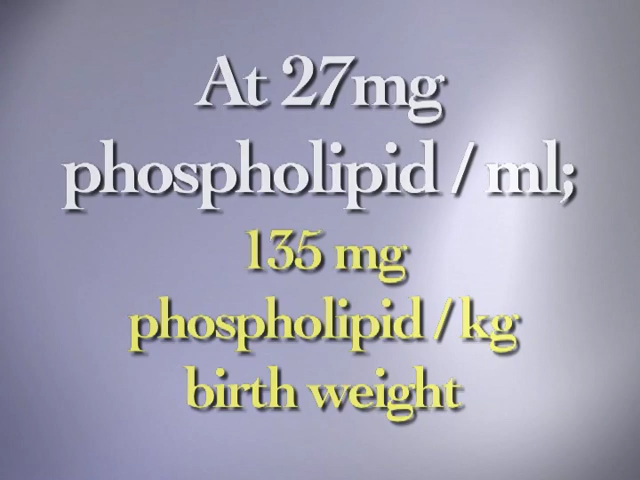 At 27mg
phospholipid / ml;
135 mg
phospholipid / kg
birth weight